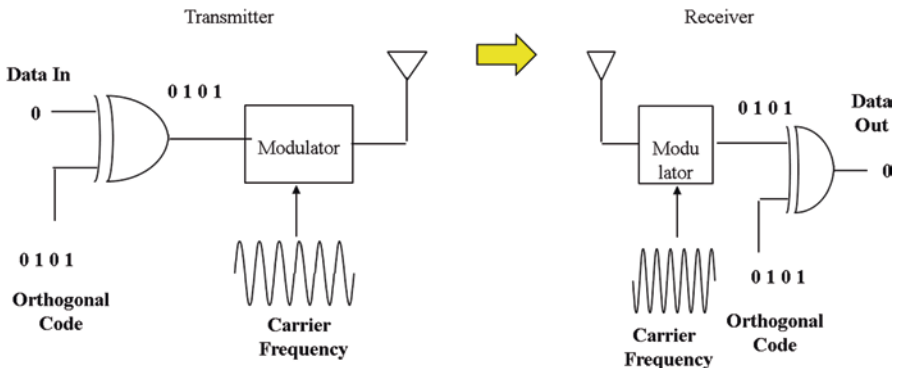 Transmitter
Data In
0
0 1 0 1
Modulator
0 1 0 1
Orthogonal
Code
Carrier
Frequency
Receiver
Modu
lator
0 1 0 1
Data
Out
0
0 1 0 1
Orthogonal
Code
Carrier
Frequency